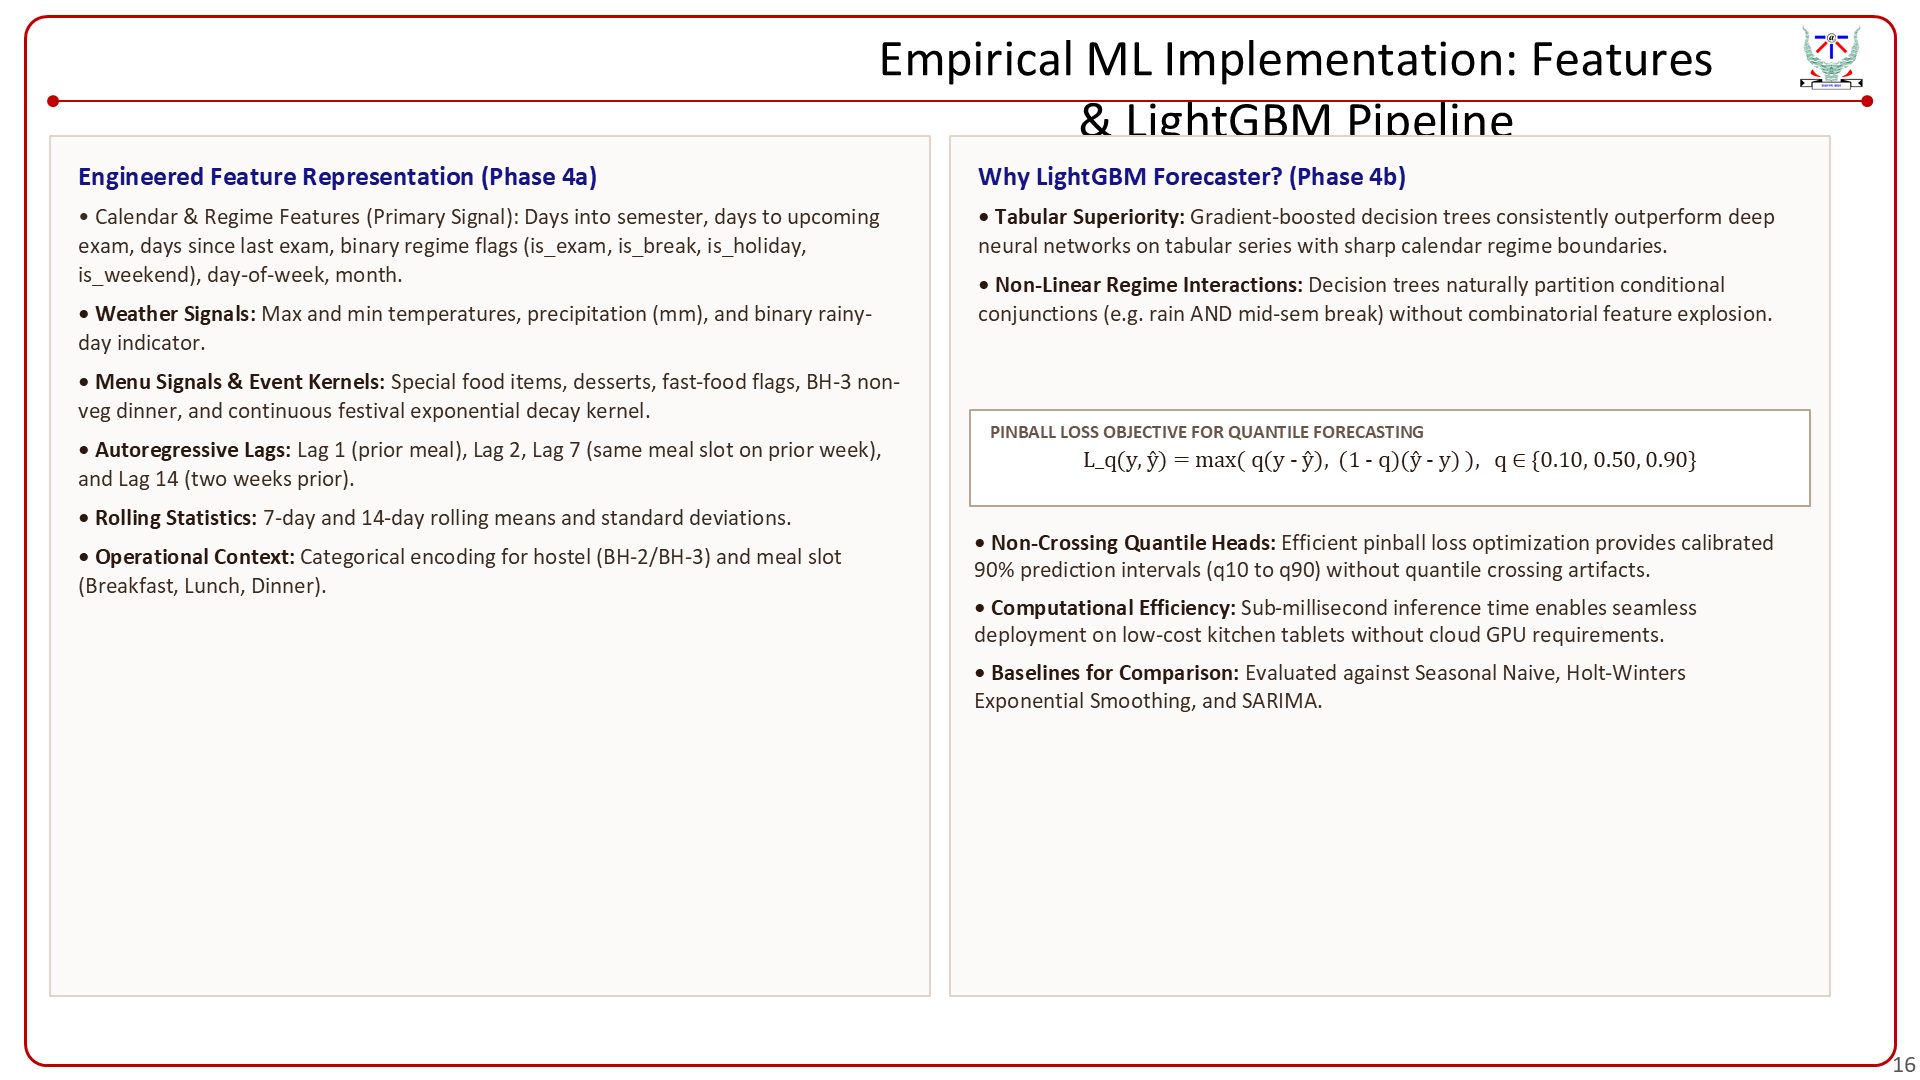 Empirical ML Implementation: Features
& LightGBM Pipeline
Engineered Feature Representation (Phase 4a)
• Calendar & Regime Features (Primary Signal): Days into semester, days to upcoming
exam, days since last exam, binary regime flags (is_exam, is_break, is_holiday,
is_weekend), day-of-week, month.
• Weather Signals: Max and min temperatures, precipitation (mm), and binary rainy-
day indicator.
• Menu Signals & Event Kernels: Special food items, desserts, fast-food flags, BH-3 non-
veg dinner, and continuous festival exponential decay kernel.
• Autoregressive Lags: Lag 1 (prior meal), Lag 2, Lag 7 (same meal slot on prior week),
and Lag 14 (two weeks prior).
• Rolling Statistics: 7-day and 14-day rolling means and standard deviations.
• Operational Context: Categorical encoding for hostel (BH-2/BH-3) and meal slot
(Breakfast, Lunch, Dinner).
Why LightGBM Forecaster? (Phase 4b)
• Tabular Superiority: Gradient-boosted decision trees consistently outperform deep
neural networks on tabular series with sharp calendar regime boundaries.
• Non-Linear Regime Interactions: Decision trees naturally partition conditional
conjunctions (e.g. rain AND mid-sem break) without combinatorial feature explosion.
PINBALL LOSS OBJECTIVE FOR QUANTILE FORECASTING
L_q(y, ŷ) = max( q(y - ŷ), (1 - q)(ŷ - y) ), q ∈ {0.10, 0.50, 0.90}
• Non-Crossing Quantile Heads: Efficient pinball loss optimization provides calibrated
90% prediction intervals (q10 to q90) without quantile crossing artifacts.
• Computational Efficiency: Sub-millisecond inference time enables seamless
deployment on low-cost kitchen tablets without cloud GPU requirements.
• Baselines for Comparison: Evaluated against Seasonal Naive, Holt-Winters
Exponential Smoothing, and SARIMA.
16